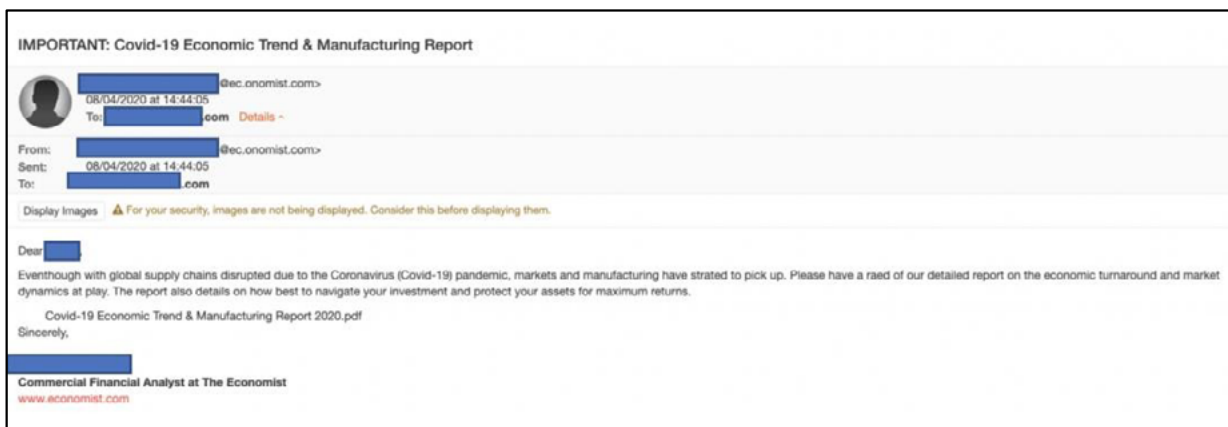 IMPORTANT: Covid-19 Economic Trend & Manufacturing Report
@ec.onomist.com>
08/04/2020 at 14:44:05
To: .com Details ^
From: @ec.onomist.com>
Sent: 08/04/2020 at 14:44:05
To: .com
Display Images For your security, images are not being displayed. Consider this before displaying them.
Dear
Eventhough with global supply chains disrupted due to the Coronavirus (Covid-19) pandemic, markets and manufacturing have strated to pick up. Please have a raed of our detailed report on the economic turnaround and market
dynamics at play. The report also details on how best to navigate your investment and protect your assets for maximum returns.
Covid-19 Economic Trend & Manufacturing Report 2020.pdf
Sincerely,
Commercial Financial Analyst at The Economist
www.economist.com